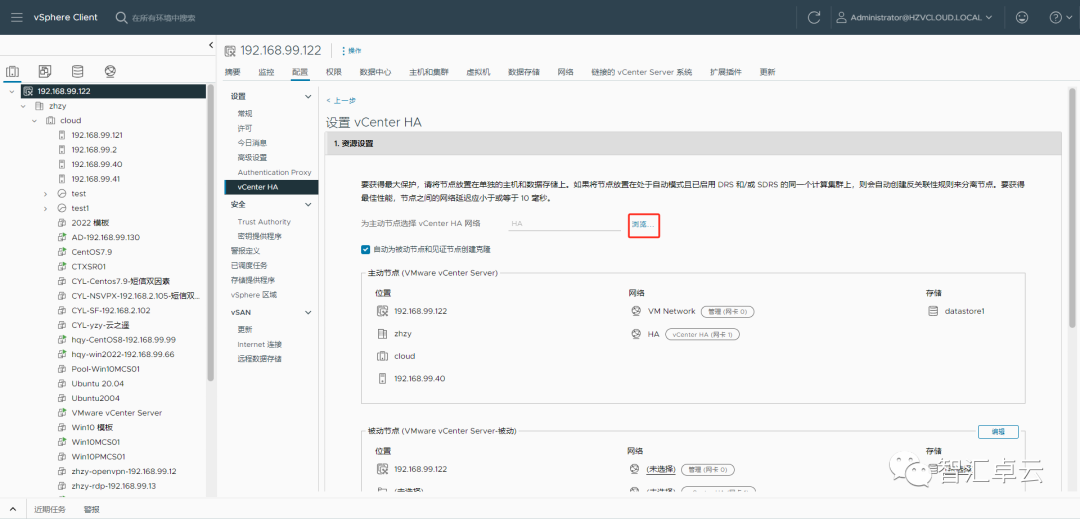 vSphere Client
在所有环境中搜索
Administrator@HZVCLOUD.LOCAL
192.168.99.122
zhzy
cloud
192.168.99.121
192.168.99.2
192.168.99.40
192.168.99.41
test
test1
2022 模板
AD-192.168.99.130
CentOS7.9
CTXSR01
CYL-Centos7.9-短信双因素
CYL-NSVPX-192.168.2.105-短信双...
CYL-SF-192.168.2.102
CYL-yzy-云之遥
hqy-CentOS8-192.168.99.99
hqy-win2022-192.168.99.66
Pool-Win10MCS01
Ubuntu 20.04
Ubuntu2004
VMware vCenter Server
Win10 模板
Win10MCS01
Win10PMCS01
zhzy-openvpn-192.168.99.12
zhzy-rdp-192.168.99.13
192.168.99.122
操作
摘要 监控 配置 权限 数据中心 主机和集群 虚拟机 数据存储 网络 链接的 vCenter Server 系统 扩展插件 更新
设置
常规
许可
今日消息
高级设置
Authentication Proxy
vCenter HA
安全
Trust Authority
密钥提供程序
警报定义
已调度任务
存储提供程序
vSphere 区域
vSAN
更新
Internet 连接
远程数据存储
< 上一步
设置 vCenter HA
1. 资源设置
要获得最大保护，请将节点放置在单独的主机和数据存储上。如果将节点放置在处于自动模式且已启用 DRS 和/或 SDRS 的同一个计算集群上，则会自动创建反关联性规则来分离节点。要获得
最佳性能，节点之间的网络延迟应小于或等于 10 毫秒。
为主动节点选择 vCenter HA 网络 HA 浏览...
自动为被动节点和见证节点创建克隆
主动节点 (VMware vCenter Server)
位置 网络 存储
192.168.99.122 VM Network 管理 (网卡 0) datastore1
zhzy HA vCenter HA (网卡 1)
cloud
192.168.99.40
被动节点 (VMware vCenter Server-被动)
编辑
位置 网络 存储
192.168.99.122 (未选择) 管理 (网卡 0)
(未选择) (未选择) vCenter HA (网卡 1)
智汇卓云
近期任务 警报